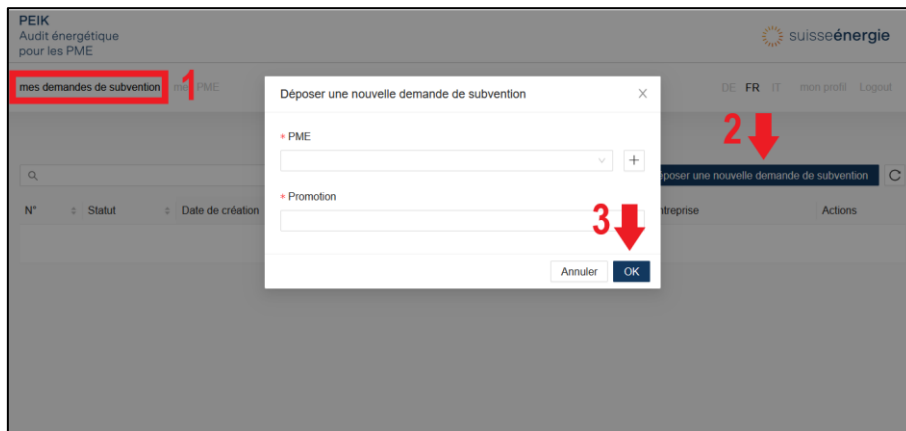 PEIK
Audit énergétique
pour les PME
suisseénergie
mes demandes de subvention
1
PME
DE FR IT mon profil Logout
Déposer une nouvelle demande de subvention
* PME
2
époser une nouvelle demande de subvention
N° Statut Date de création
* Promotion
ntreprise Actions
3
Annuler OK